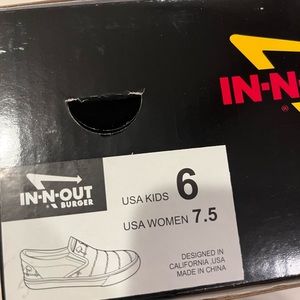 IN-N-O
®
IN-N-OUT
BURGER
USA KIDS 6
USA WOMEN 7.5
DESIGNED IN
CALIFORNIA ,USA
MADE IN CHINA